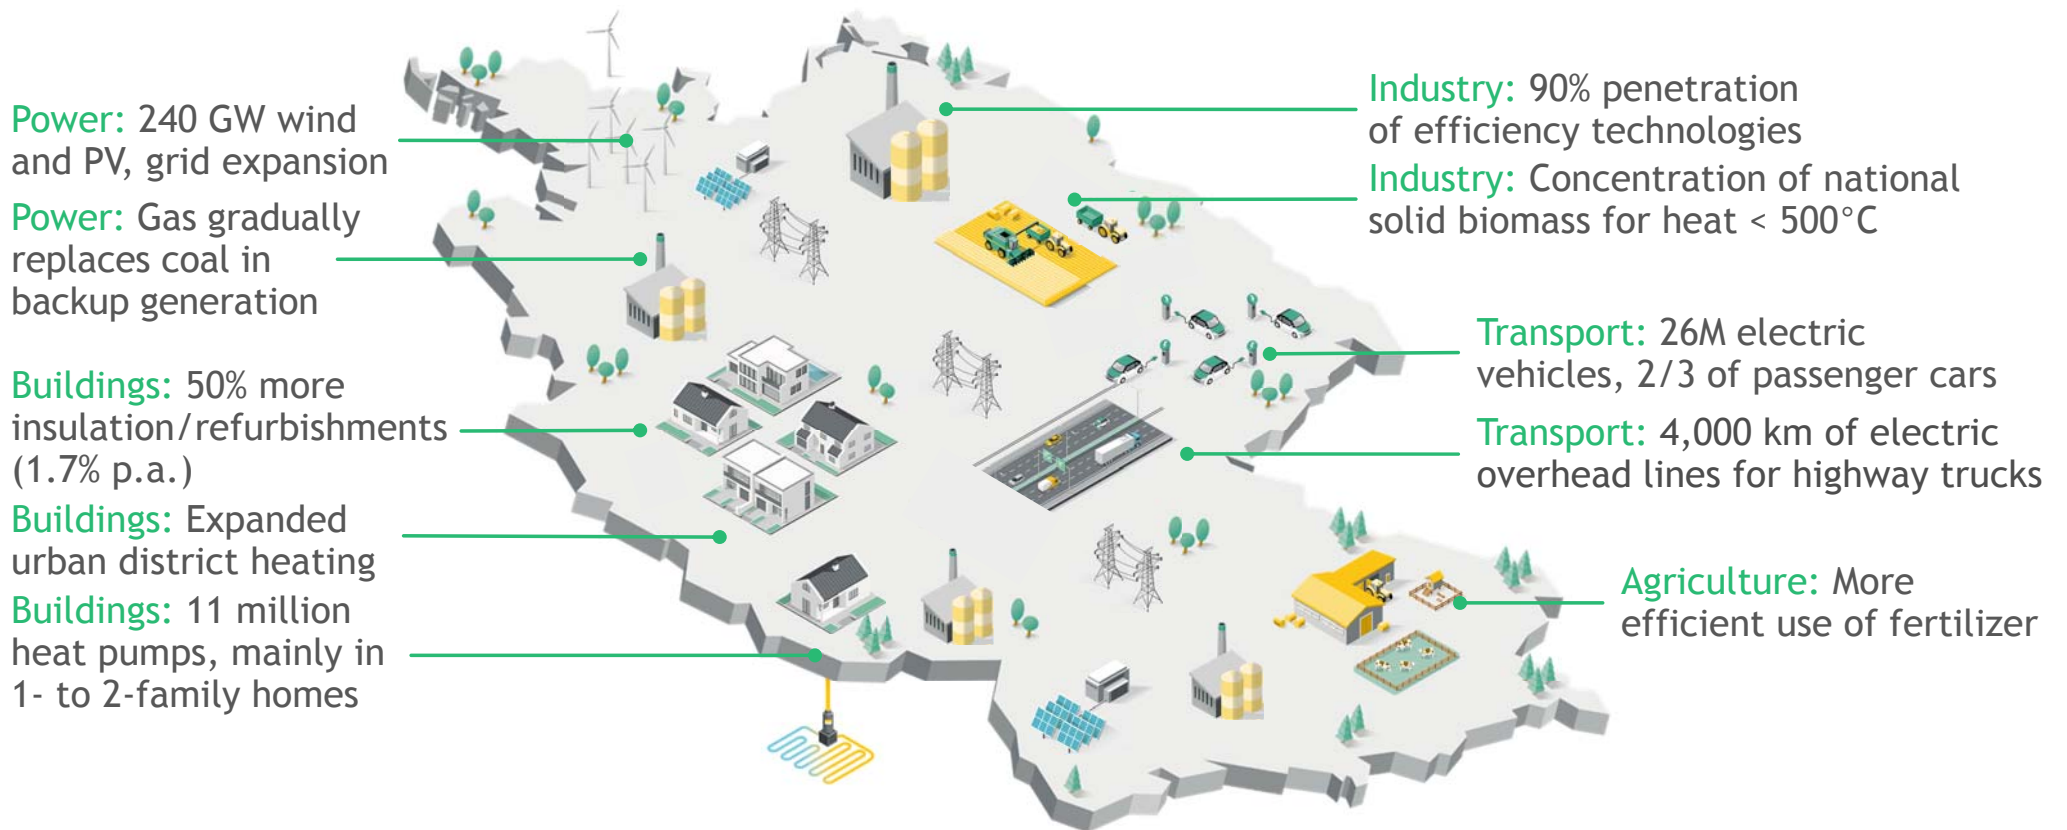 Power: 240 GW wind
and PV, grid expansion
Power: Gas gradually
replaces coal in
backup generation
Buildings: 50% more
insulation/refurbishments
(1.7% p.a.)
Buildings: Expanded
urban district heating
Buildings: 11 million
heat pumps, mainly in
1- to 2-family homes
Industry: 90% penetration
of efficiency technologies
Industry: Concentration of national
solid biomass for heat < 500°C
Transport: 26M electric
vehicles, 2/3 of passenger cars
Transport: 4,000 km of electric
overhead lines for highway trucks
Agriculture: More
efficient use of fertilizer